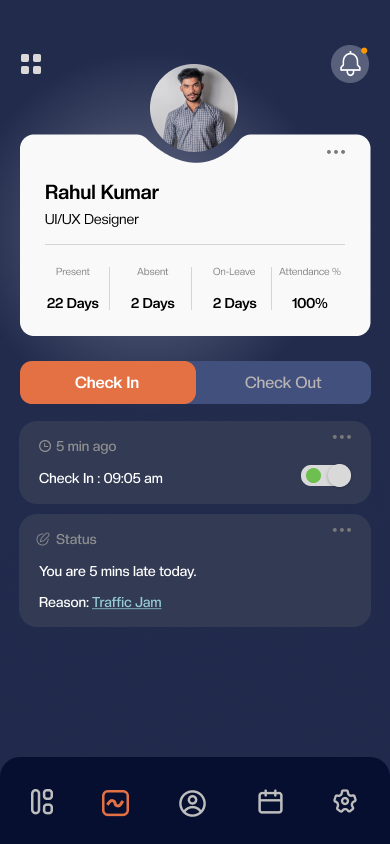 Rahul Kumar
UI/UX Designer
Present Absent On-Leave Attendance %
22 Days 2 Days 2 Days 100%
Check In Check Out
5 min ago
Check In : 09:05 am
Status
You are 5 mins late today.
Reason: Traffic Jam